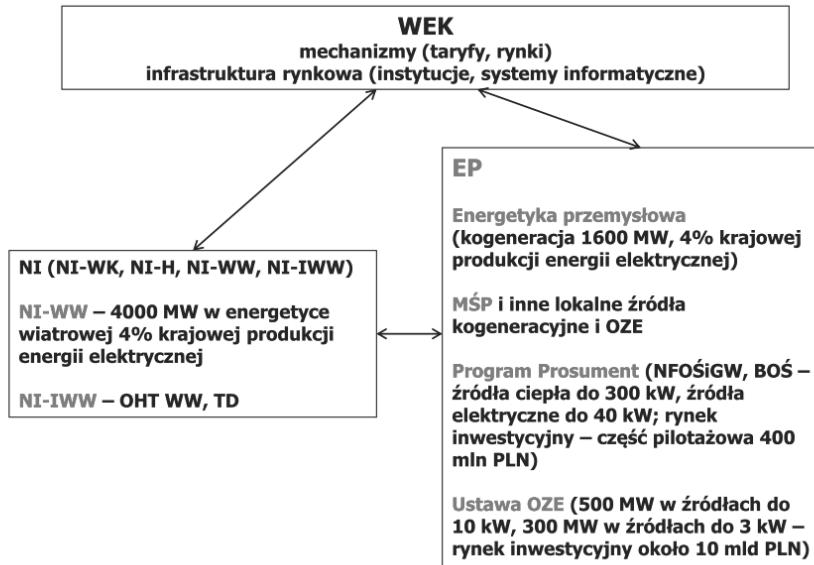 WEK
mechanizmy (taryfy, rynki)
infrastruktura rynkowa (instytucje, systemy informatyczne)
NI (NI-WK, NI-H, NI-WW, NI-IWW)
NI-WW – 4000 MW w energetyce
wiatrowej 4% krajowej produkcji
energii elektrycznej
NI-IWW – OHT WW, TD
EP
Energetyka przemysłowa
(kogeneracja 1600 MW, 4% krajowej
produkcji energii elektrycznej)
MŚP i inne lokalne źródła
kogeneracyjne i OZE
Program Prosument (NFOŚiGW, BOŚ –
źródła ciepła do 300 kW, źródła
elektryczne do 40 kW; rynek
inwestycyjny – część pilotażowa 400
mln PLN)
Ustawa OZE (500 MW w źródłach do
10 kW, 300 MW w źródłach do 3 kW –
rynek inwestycyjny około 10 mld PLN)